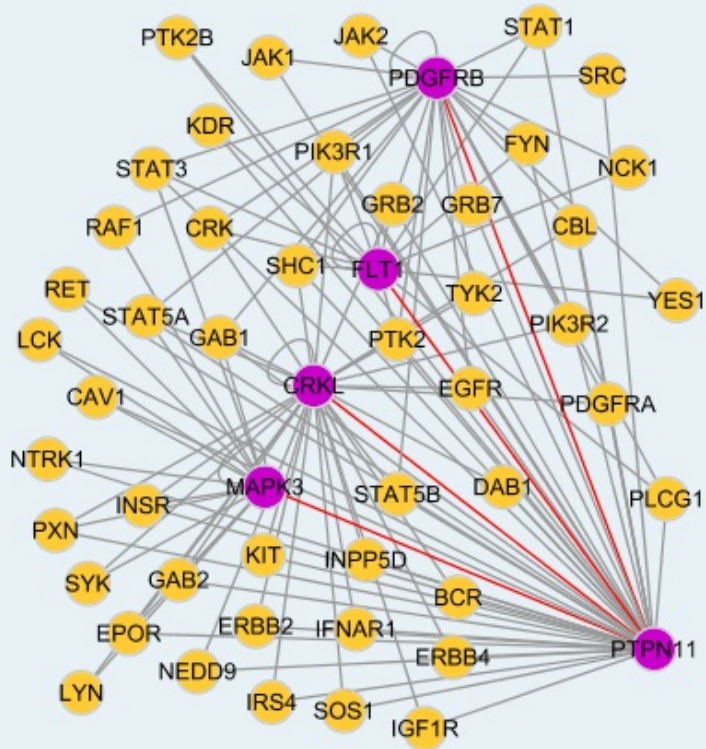 PTK2B
JAK1
JAK2
STAT1
PDGFRB
SRC
KDR
PIK3R1
FYN
STAT3
NCK1
RAF1
CRK
GRB2
GRB7
CBL
SHC1
FLT1
RET
TYK2
YES1
STAT5A
LCK
GAB1
PTK2
PIK3R2
CRKL
EGFR
CAV1
PDGFRA
NTRK1
MAPK3
STAT5B
DAB1
PLCG1
PXN
INSR
SYK
GAB2
KIT
INPP5D
BCR
EPOR
ERBB2
IFNAR1
PTPN11
LYN
NEDD9
ERBB4
IRS4
SOS1
IGF1R